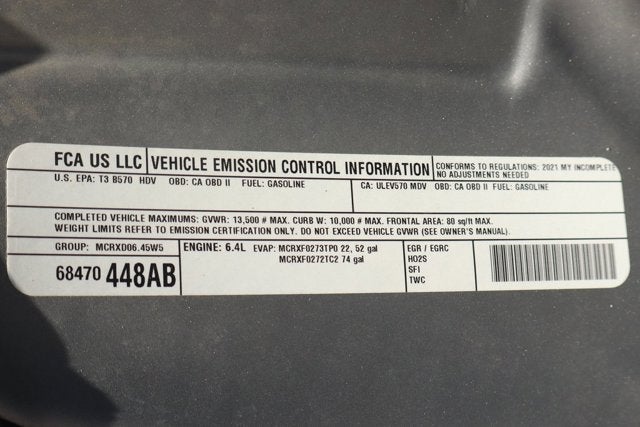 FCA US LLC VEHICLE EMISSION CONTROL INFORMATION CONFORMS TO REGULATIONS: 2021 MY INCOMPLETE
NO ADJUSTMENTS NEEDED
U.S. EPA: T3 B570 HDV OBD: CA OBD II FUEL: GASOLINE CA: ULEV570 MDV OBD: CA OBD II FUEL: GASOLINE
COMPLETED VEHICLE MAXIMUMS: GVWR: 13,500 # MAX. CURB W: 10,000 # MAX. FRONTAL AREA: 80 sq/ft MAX.
WEIGHT LIMITS REFER TO EMISSION CERTIFICATION ONLY. DO NOT EXCEED VEHICLE GVWR (SEE OWNER'S MANUAL).
GROUP: MCRXD06.45W5 ENGINE: 6.4L EVAP: MCRXF0273TP0 22, 52 gal EGR / EGRC
MCRXF0272TC2 74 gal HO2S
SFI
68470 448AB TWC